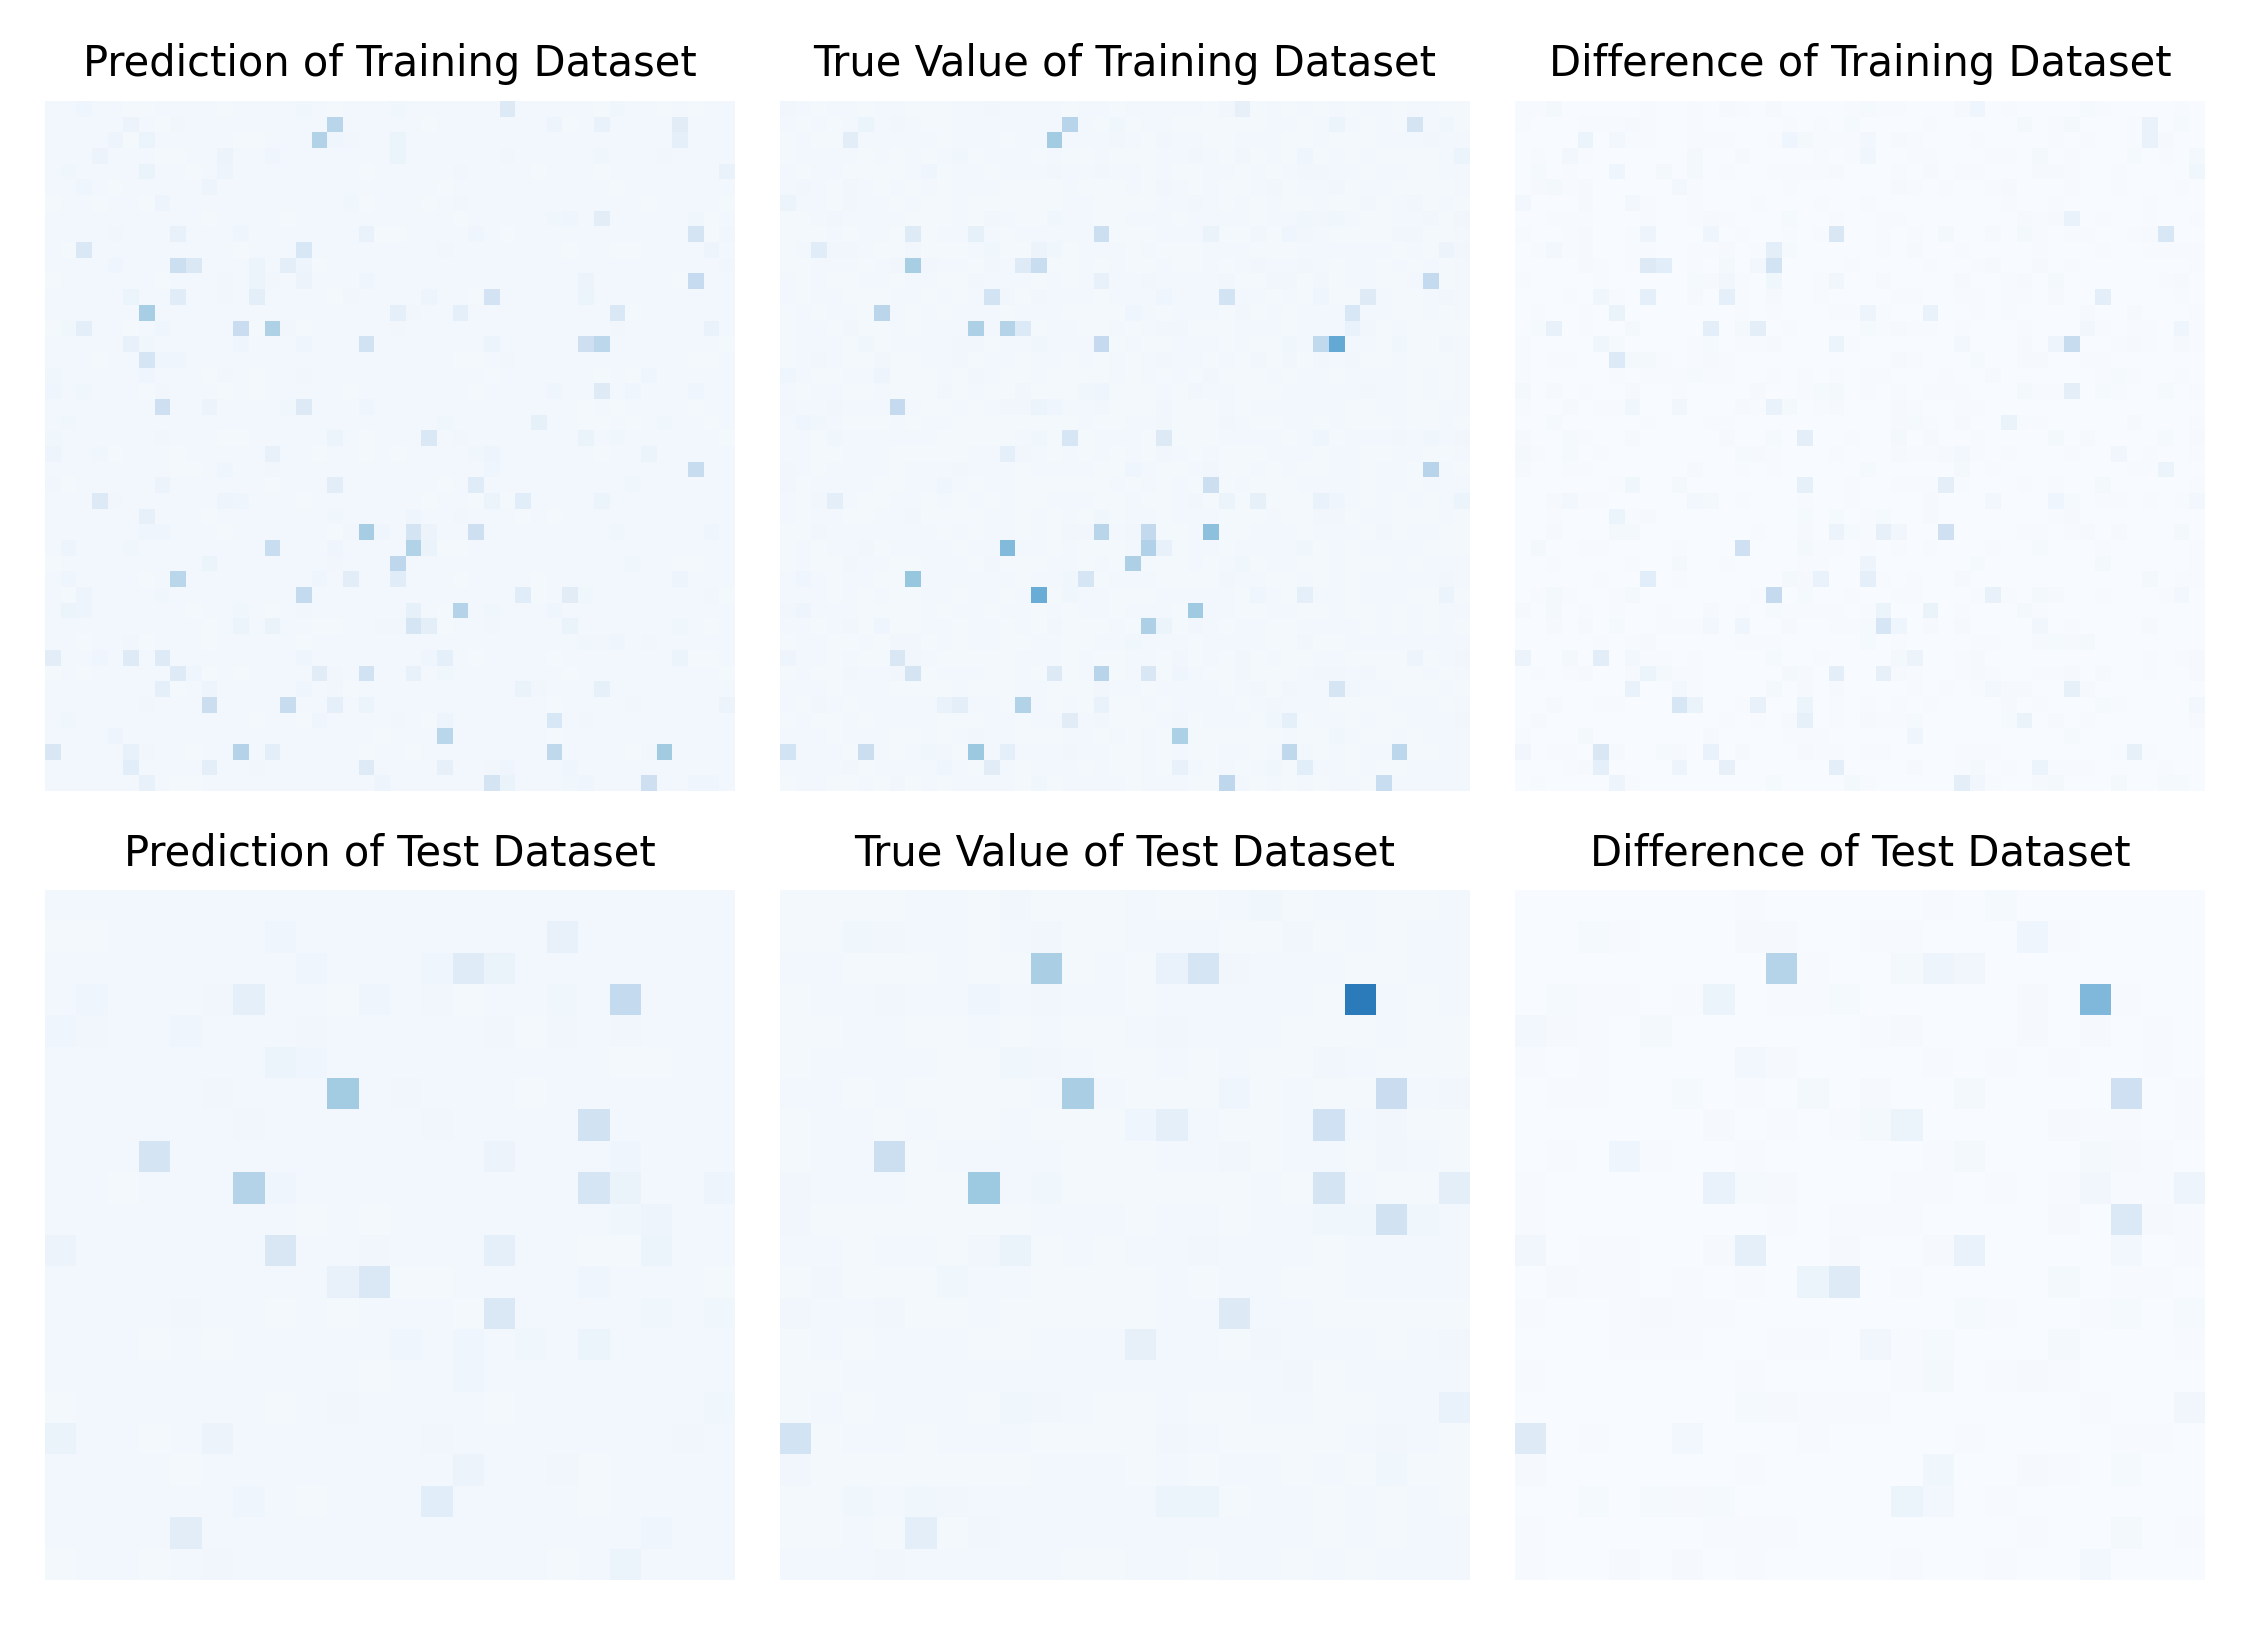 Prediction of Training Dataset
True Value of Training Dataset
Difference of Training Dataset
Prediction of Test Dataset
True Value of Test Dataset
Difference of Test Dataset